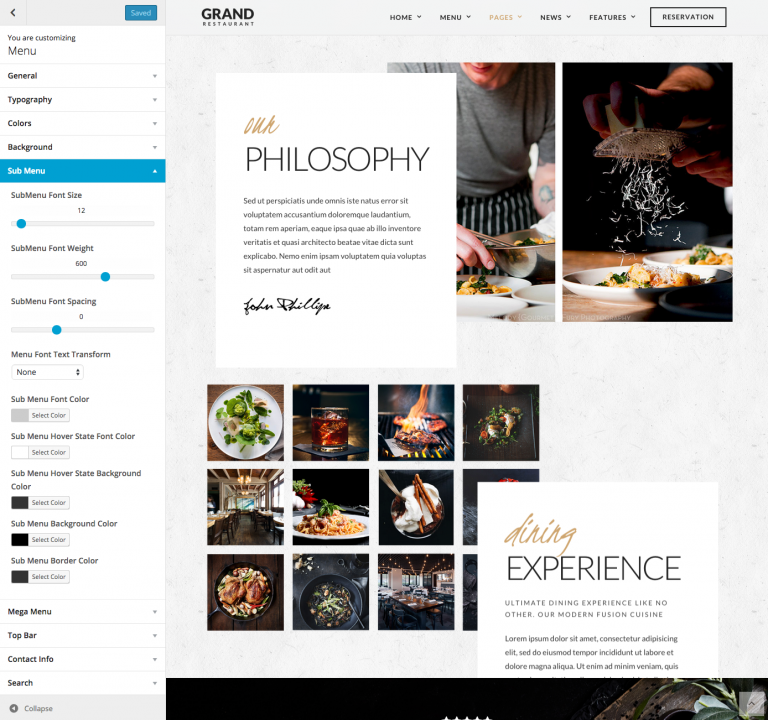 Saved
You are customizing
Menu
General
Typography
Colors
Background
Sub Menu
SubMenu Font Size
12
SubMenu Font Weight
600
SubMenu Font Spacing
0
Menu Font Text Transform
None
Sub Menu Font Color
Select Color
Sub Menu Hover State Font Color
Select Color
Sub Menu Hover State Background
Color
Select Color
Sub Menu Background Color
Select Color
Sub Menu Border Color
Select Color
Mega Menu
Top Bar
Contact Info
Search
Collapse
GRAND
RESTAURANT
HOME MENU PAGES NEWS FEATURES RESERVATION
our
PHILOSOPHY
Sed ut perspiciatis unde omnis iste natus error sit
voluptatem accusantium doloremque laudantium,
totam rem aperiam, eaque ipsa quae ab illo inventore
veritatis et quasi architecto beatae vitae dicta sunt
explicabo. Nemo enim ipsam voluptatem quia voluptas
sit aspernatur aut odit aut
John Phillips
dining
EXPERIENCE
ULTIMATE DINING EXPERIENCE LIKE NO
OTHER. OUR MODERN FUSION CUISINE
Lorem ipsum dolor sit amet, consectetur adipisicing
elit, sed do eiusmod tempor incididunt ut labore et
dolore magna aliqua. Ut enim ad minim veniam, quis